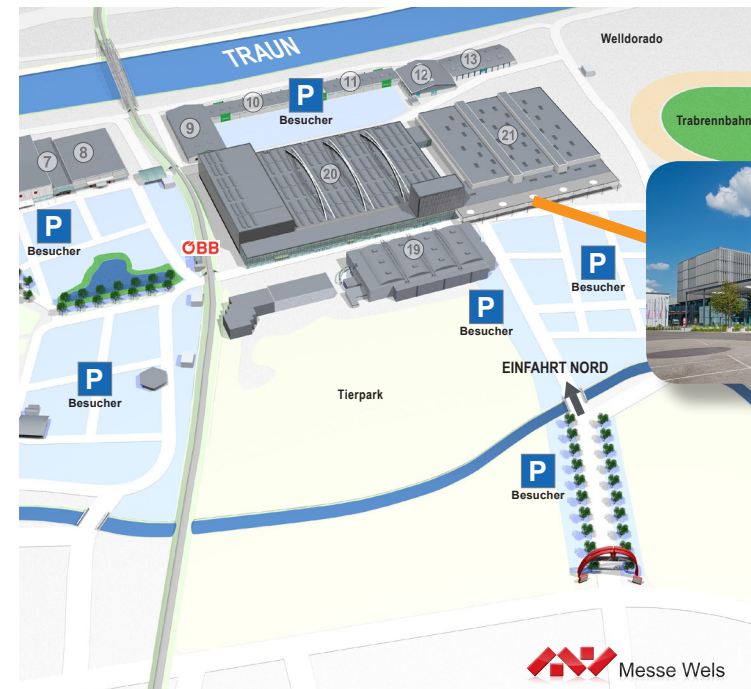 TRAUN
Welldorado
13
12
11
10
P
Besucher
9
Trabrennbahn
21
8
7
20
P
Besucher
ÖBB
19
P
Besucher
P
Besucher
EINFAHRT NORD
P
Besucher
Tierpark
P
Besucher
Messe Wels